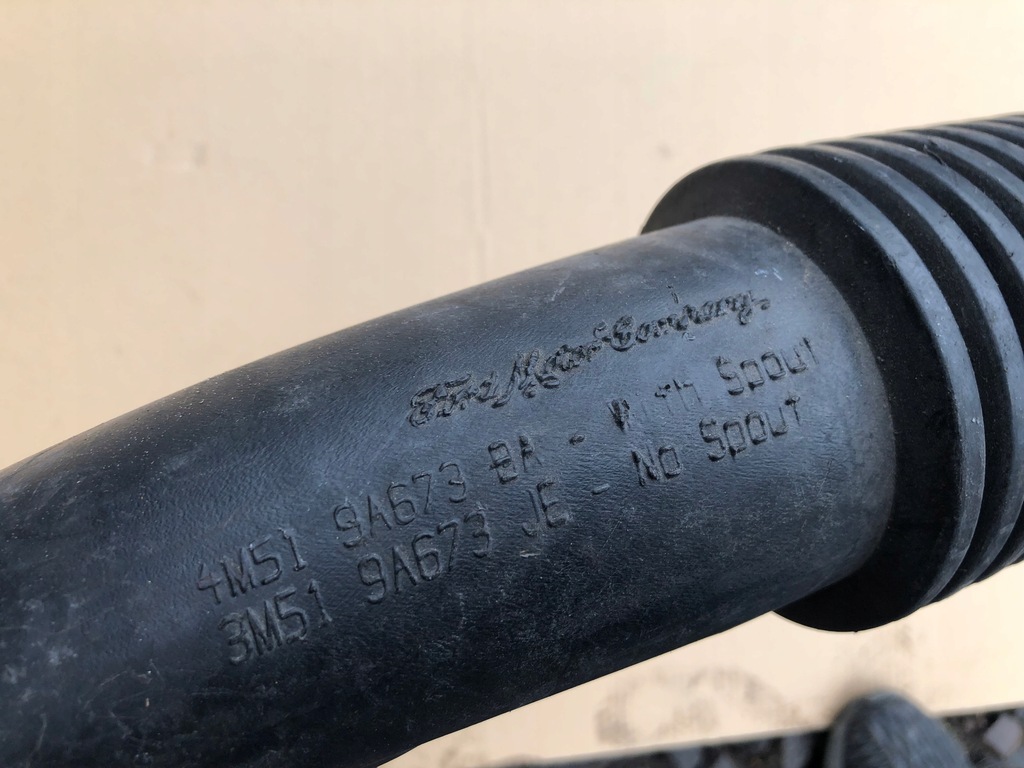 Ford Motor Company.
4M51 9A673 BA - WITH SPOUT
3M51 9A673 JE - NO SPOUT